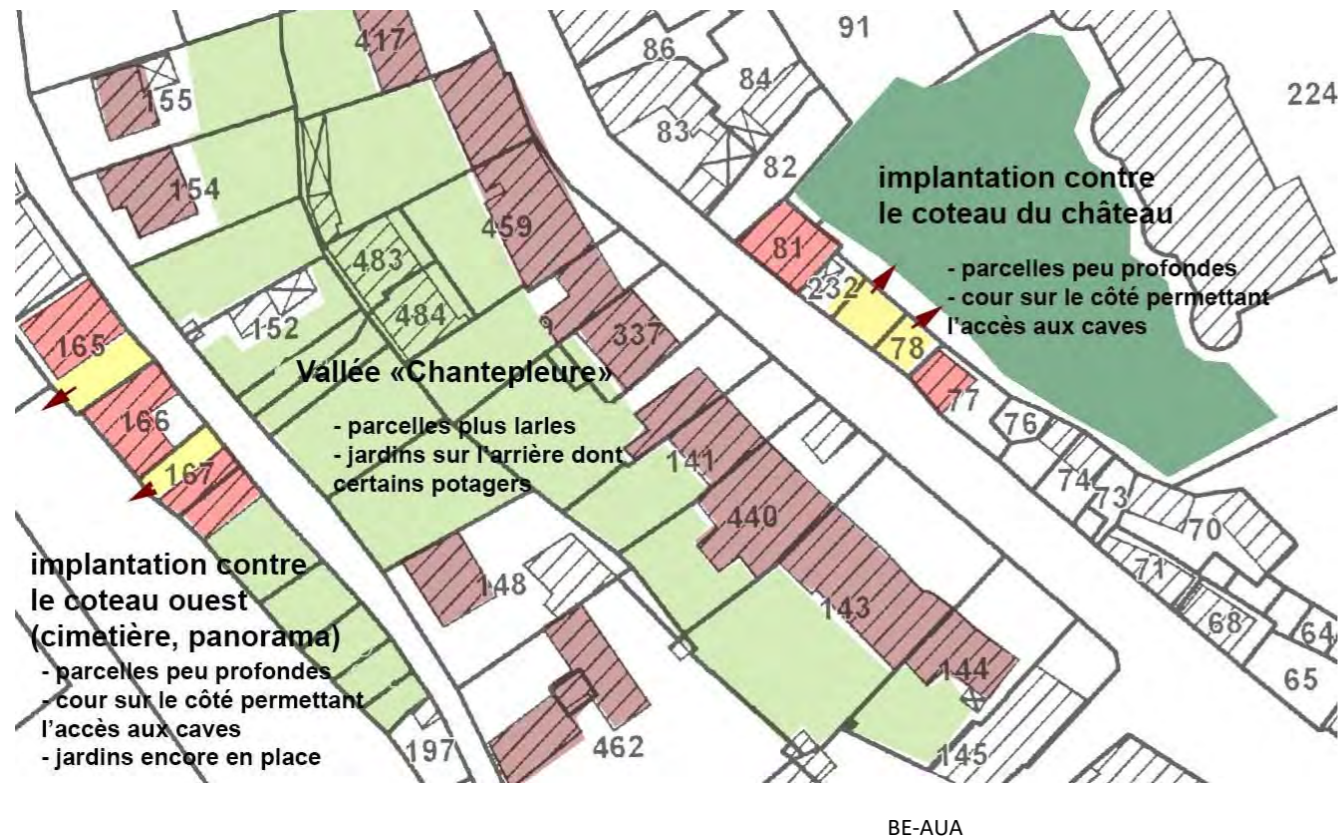 417
86
91
84
224
155
83
82
154
implantation contre
le coteau du château
- parcelles peu profondes
- cour sur le côté permettant
l'accès aux caves
459
81
232
483
484
152
337
78
165
Vallée «Chantepleure»
- parcelles plus larles
- jardins sur l'arrière dont
certains potagers
77
76
166
167
141
74
73
440
70
71
implantation contre
le coteau ouest
(cimetière, panorama)
- parcelles peu profondes
- cour sur le côté permettant
l'accès aux caves
- jardins encore en place
148
143
68
64
65
144
197
462
145
BE-AUA